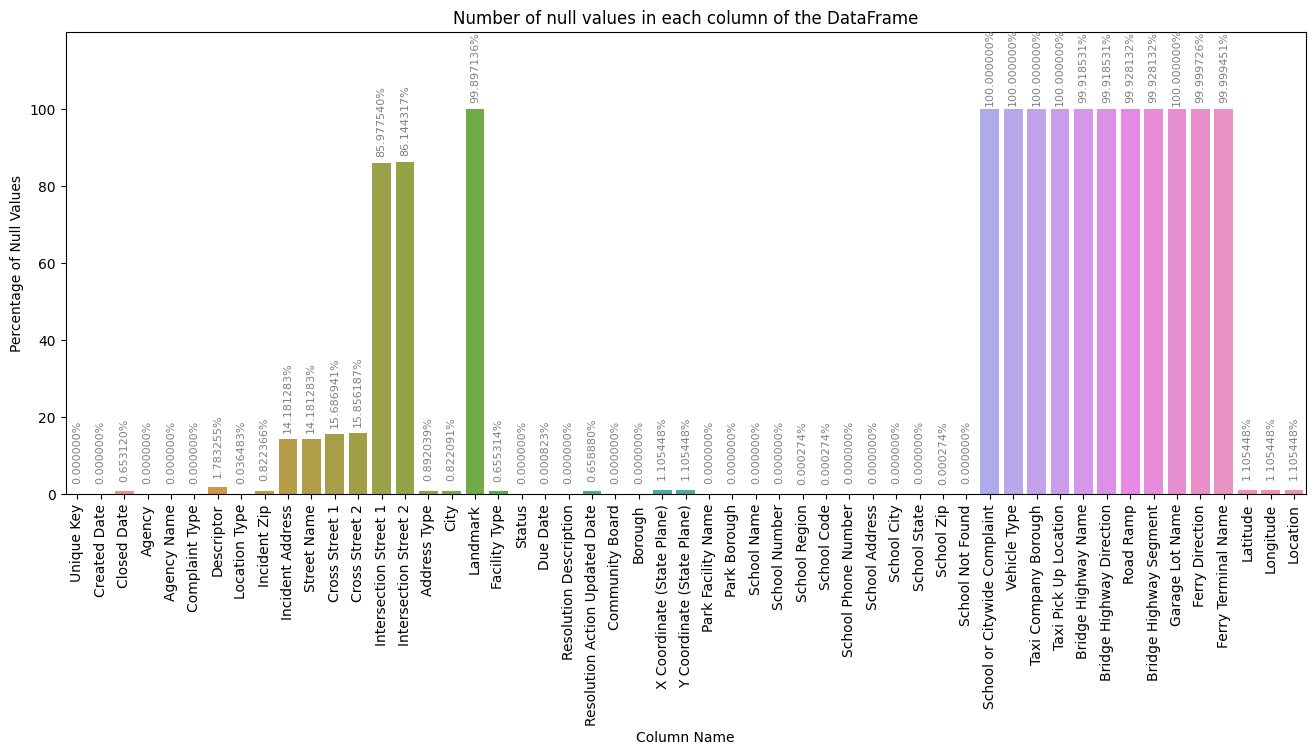 Number of null values in each column of the DataFrame
Percentage of Null Values
100
80
60
40
20
0
0.000000%
0.000000%
0.653120%
0.000000%
0.000000%
0.000000%
1.783255%
0.036483%
0.822366%
14.181283%
14.181283%
15.686941%
15.856187%
85.977540%
86.144317%
0.892039%
0.822091%
99.897136%
0.655314%
0.000000%
0.000823%
0.000000%
0.658880%
0.000000%
0.000000%
1.105448%
1.105448%
0.000000%
0.000000%
0.000000%
0.000000%
0.000274%
0.000274%
0.000000%
0.000000%
0.000000%
0.000000%
0.000274%
0.000000%
100.000000%
100.000000%
100.000000%
100.000000%
99.918531%
99.918531%
99.928132%
99.928132%
100.000000%
99.999726%
99.999451%
1.105448%
1.105448%
1.105448%
Unique Key
Created Date
Closed Date
Agency
Agency Name
Complaint Type
Descriptor
Location Type
Incident Zip
Incident Address
Street Name
Cross Street 1
Cross Street 2
Intersection Street 1
Intersection Street 2
Address Type
City
Landmark
Facility Type
Status
Due Date
Resolution Description
Resolution Action Updated Date
Community Board
Borough
X Coordinate (State Plane)
Y Coordinate (State Plane)
Park Facility Name
Park Borough
School Name
School Number
School Region
School Code
School Phone Number
School Address
School City
School State
School Zip
School Not Found
School or Citywide Complaint
Vehicle Type
Taxi Company Borough
Taxi Pick Up Location
Bridge Highway Name
Bridge Highway Direction
Road Ramp
Bridge Highway Segment
Garage Lot Name
Ferry Direction
Ferry Terminal Name
Latitude
Longitude
Location
Column Name